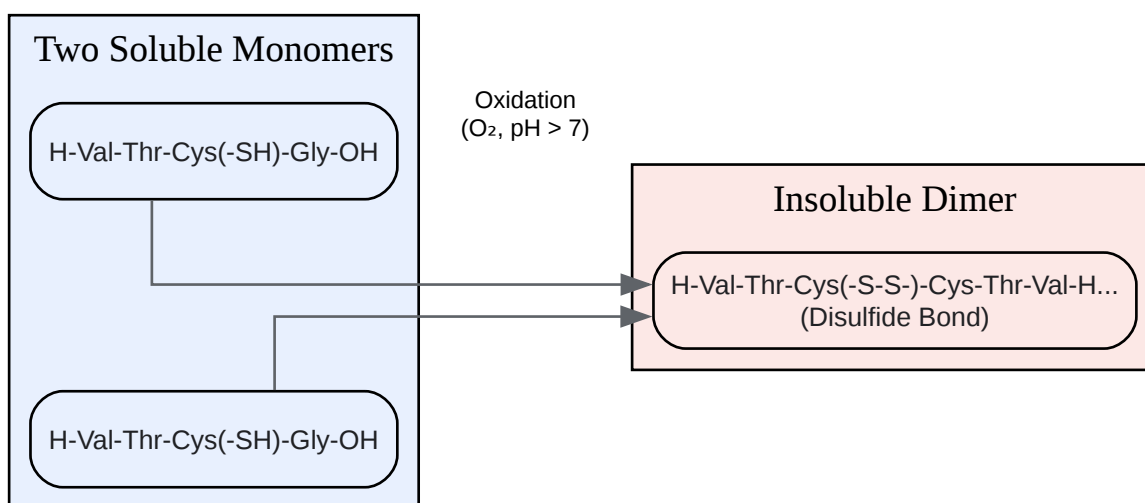 Two Soluble Monomers
H-Val-Thr-Cys(-SH)-Gly-OH
H-Val-Thr-Cys(-SH)-Gly-OH
Oxidation
(O₂, pH > 7)
Insoluble Dimer
H-Val-Thr-Cys(-S-S-)-Cys-Thr-Val-H...
(Disulfide Bond)